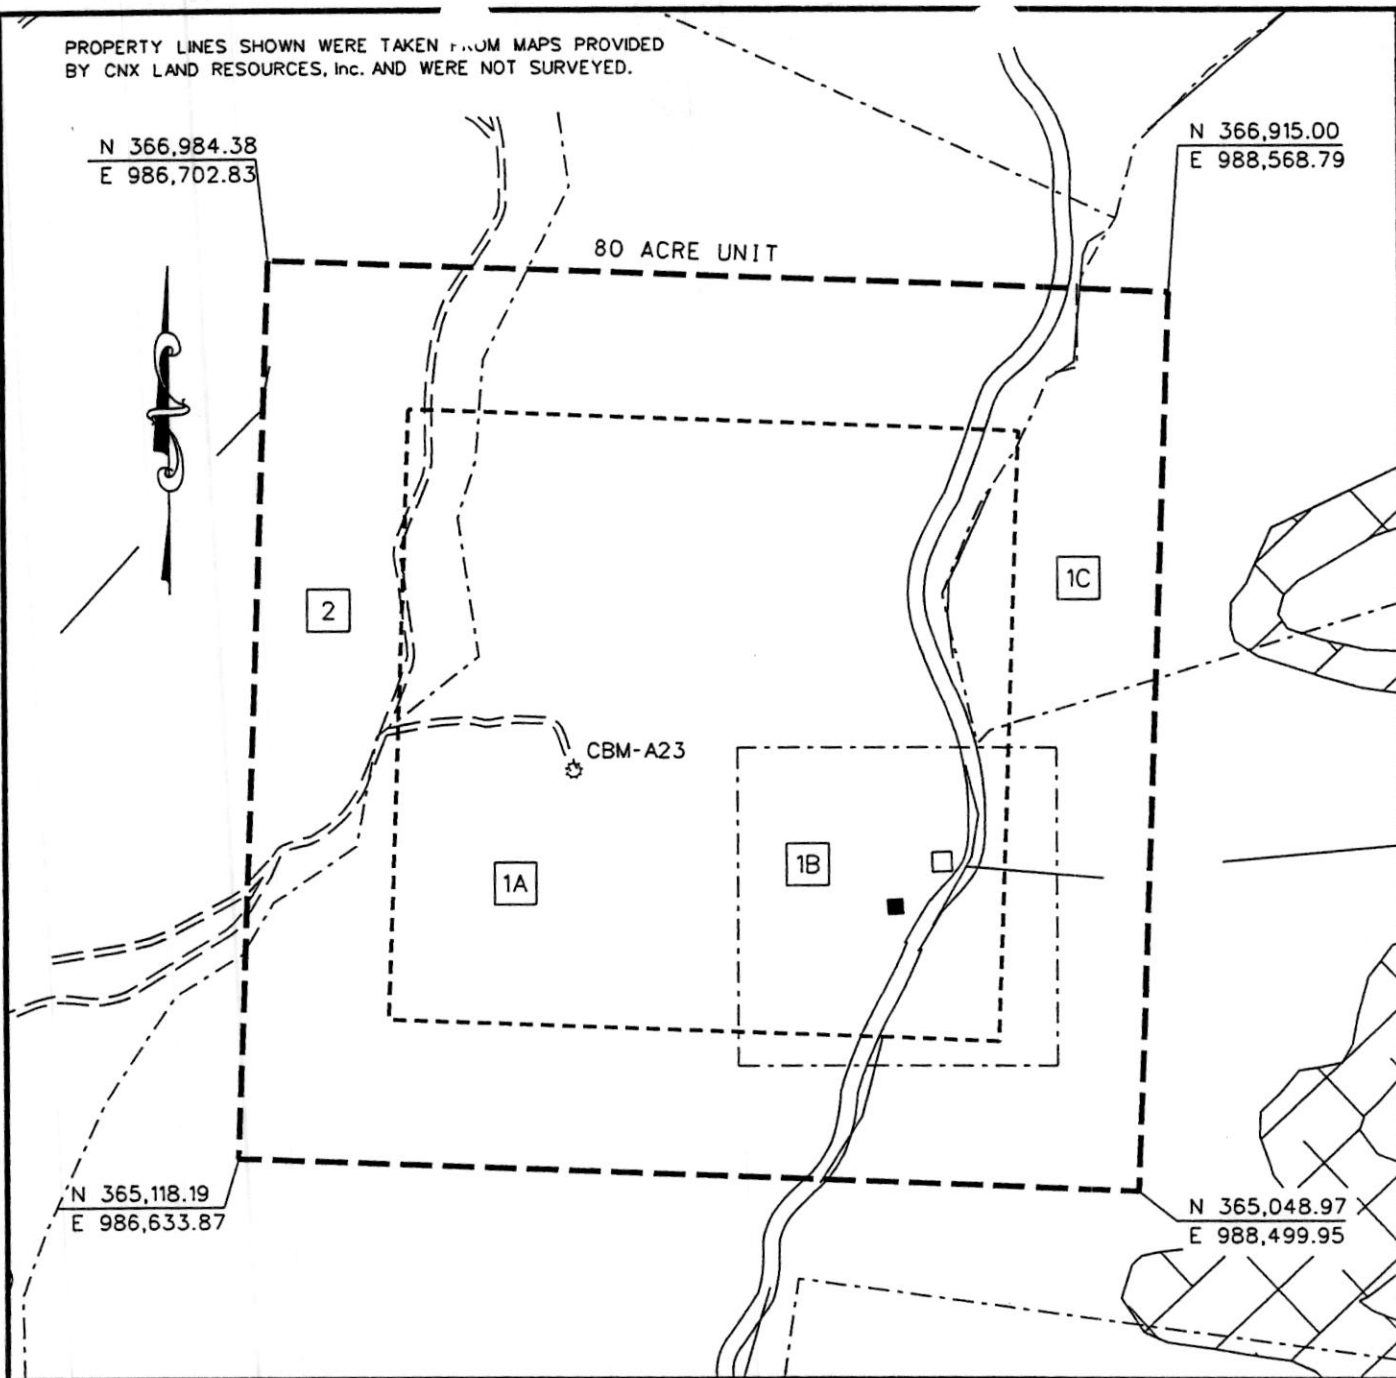 PROPERTY LINES SHOWN WERE TAKEN FROM MAPS PROVIDED
BY CNX LAND RESOURCES, Inc. AND WERE NOT SURVEYED.
N 366,984.38
E 986,702.83
N 366,915.00
E 988,568.79
80 ACRE UNIT
2
1C
CBM-A23
1A
1B
N 365,118.19
E 986,633.87
N 365,048.97
E 988,499.95